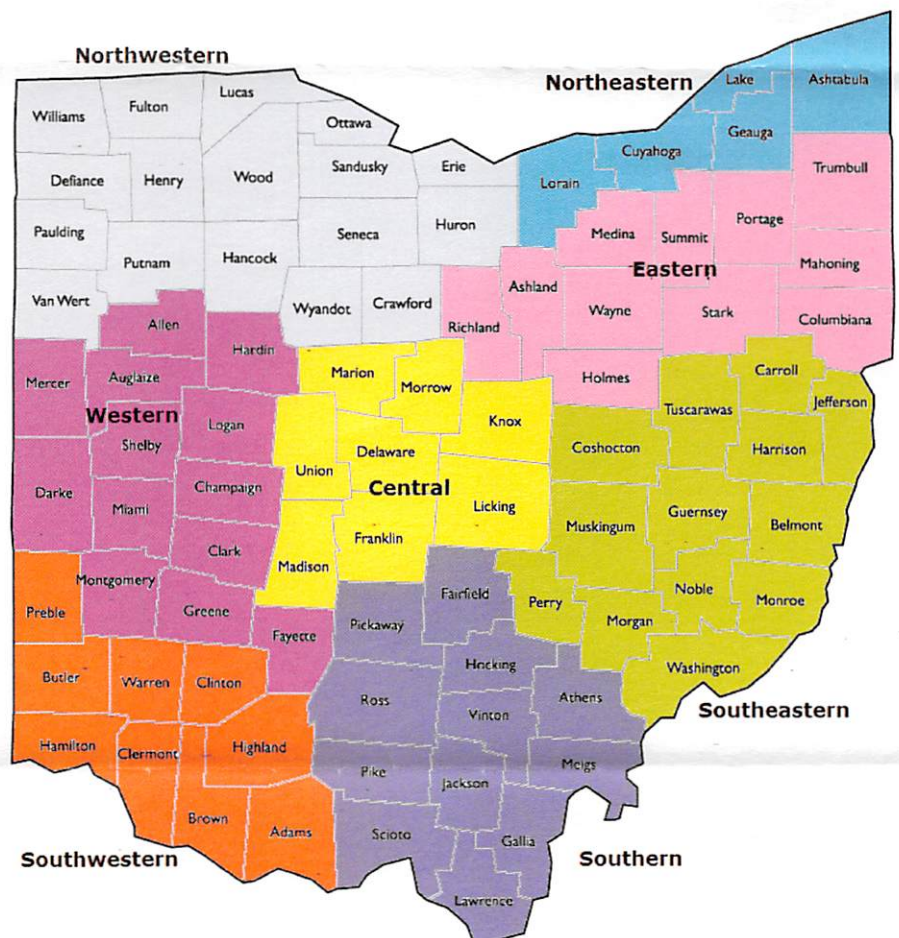 Northwestern
Northeastern
Lake
Ashtabula
Lucas
Fulton
Williams
Ottawa
Geauga
Cuyahoga
Sandusky
Erie
Trumbull
Defiance
Henry
Wood
Lorain
Paulding
Huron
Portage
Medina
Summit
Seneca
Putnam
Hancock
Eastern
Mahoning
Ashland
Van Wert
Wyandot
Crawford
Wayne
Stark
Columbiana
Allen
Richland
Hardin
Marion
Carroll
Mercer
Auglaize
Morrow
Holmes
Jefferson
Western
Tuscarawas
Logan
Knox
Shelby
Delaware
Coshocton
Harrison
Union
Champaign
Central
Darke
Miami
Licking
Guernsey
Muskingum
Belmont
Clark
Franklin
Madison
Montgomery
Fairfield
Noble
Preble
Greene
Perry
Monroe
Pickaway
Morgan
Fayette
Hocking
Washington
Butler
Warren
Clinton
Ross
Athens
Vinton
Southeastern
Hamilton
Clermont
Highland
Meigs
Pike
Jackson
Brown
Adams
Scioto
Gallia
Southwestern
Southern
Lawrence